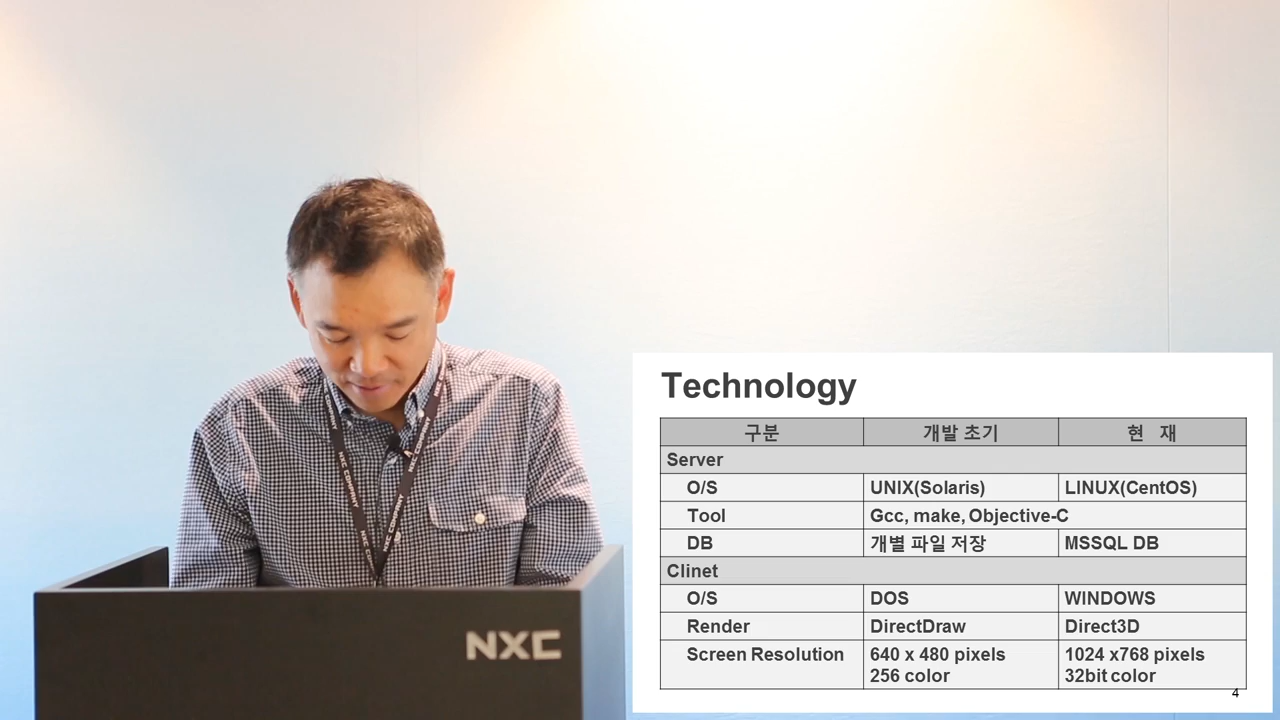 Technology
구분 개발 초기 현 재
Server
O/S UNIX(Solaris) LINUX(CentOS)
Tool Gcc, make, Objective-C
DB 개별 파일 저장 MSSQL DB
Clinet
O/S DOS WINDOWS
Render DirectDraw Direct3D
Screen Resolution 640 x 480 pixels 1024 x768 pixels
256 color 32bit color
4
NXC COMPANY
NXC